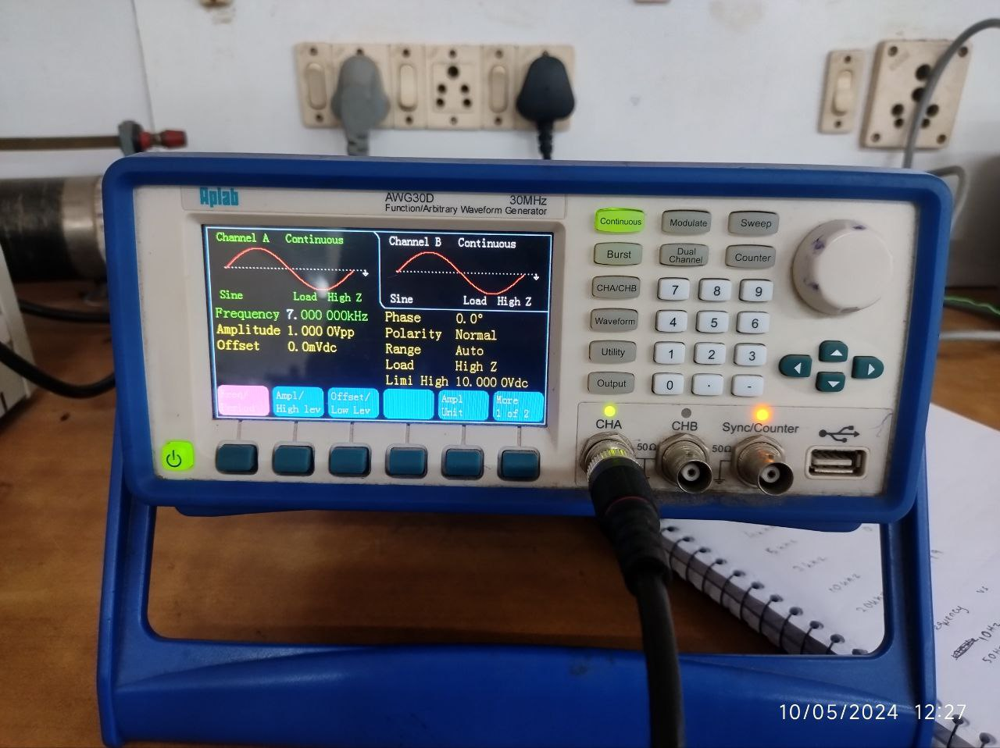 Aplab
AWG30D 30MHz
Function/Arbitrary Waveform Generator
Channel A Continuous
Sine Load High Z
Channel B Continuous
Sine Load High Z
Frequency 7.000 000kHz
Amplitude 1.000 0Vpp
Offset 0.0mVdc
Phase 0.0°
Polarity Normal
Range Auto
Load High Z
Limi High 10.000 0Vdc
Ampl/
High lev
Offset/
Low Lev
Ampl
Unit
More
1 of 2
Continuous Modulate Sweep
Burst Dual Channel Counter
CHA/CHB 7 8 9
Waveform 4 5 6
Utility 1 2 3
Output 0 . -
CHA CHB Sync/Counter
50Ω 50Ω
10kHz
vs
10Hz
10/05/2024 12:27